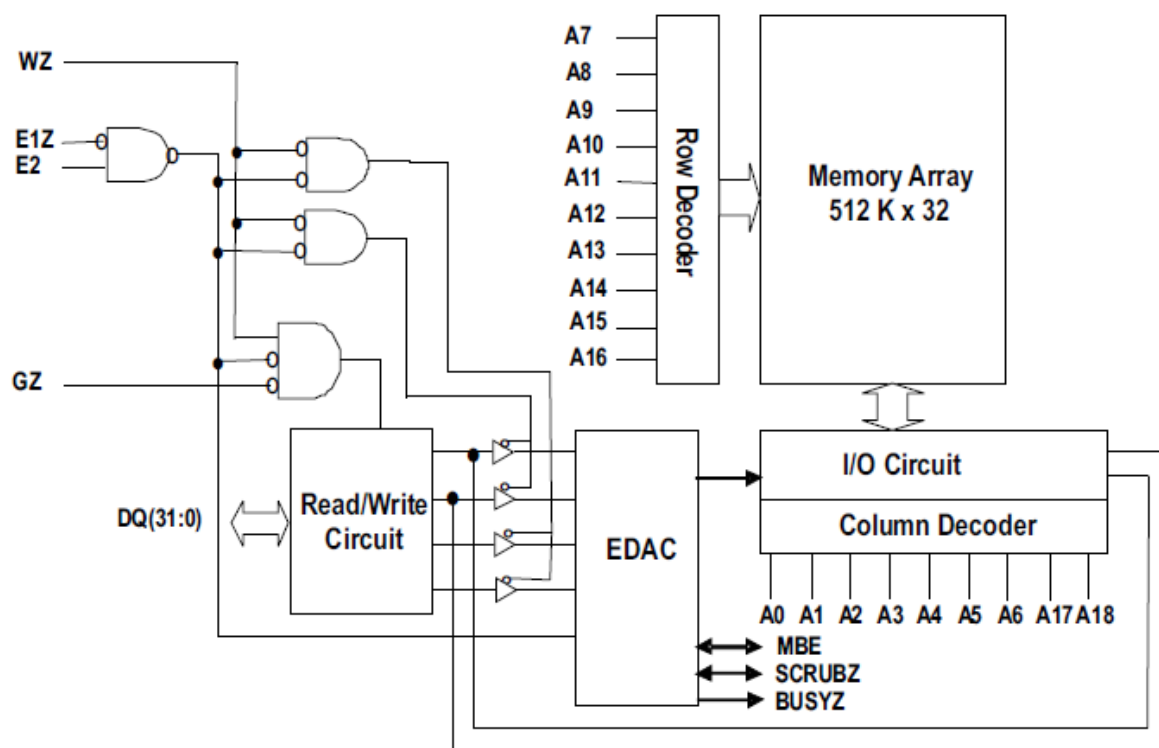 WZ
E1Z
E2
GZ
DQ(31:0)
Read/Write
Circuit
A7
A8
A9
A10
A11
A12
A13
A14
A15
A16
Row Decoder
Memory Array
512 K x 32
EDAC
I/O Circuit
Column Decoder
A0 A1 A2 A3 A4 A5 A6 A17 A18
MBE
SCRUBZ
BUSYZ